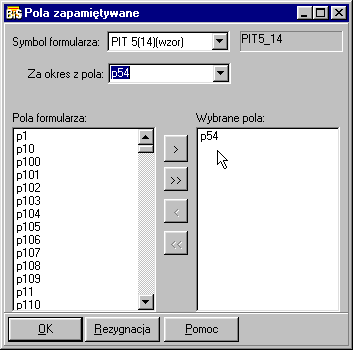 Pola zapamiętywane
Symbol formularza: PIT 5(14)(wzor) PIT5_14
Za okres z pola: p54
Pola formularza: Wybrane pola:
p1 p54
p10
p100
p101
p102
p103
p104
p105
p106
p107
p108
p109
p11
p110
> 
>>
<
<<
OK Rezygnacja Pomoc